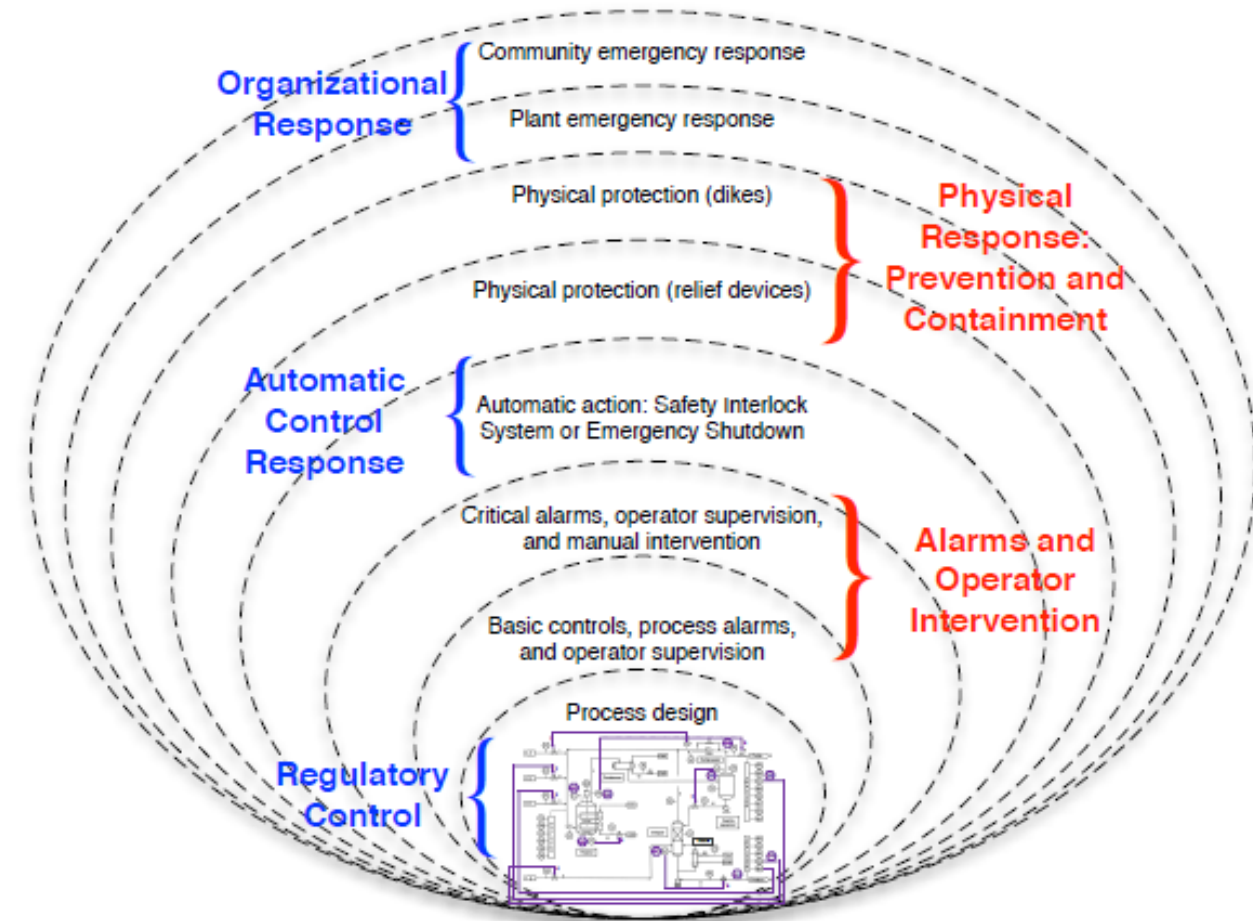 Community emergency response
Organizational
Response
Plant emergency response
Physical protection (dikes)
Physical
Response:
Prevention and
Containment
Physical protection (relief devices)
Automatic
Control
Response
Automatic action: Safety Interlock
System or Emergency Shutdown
Critical alarms, operator supervision,
and manual intervention
Alarms and
Operator
Intervention
Basic controls, process alarms,
and operator supervision
Process design
Regulatory
Control